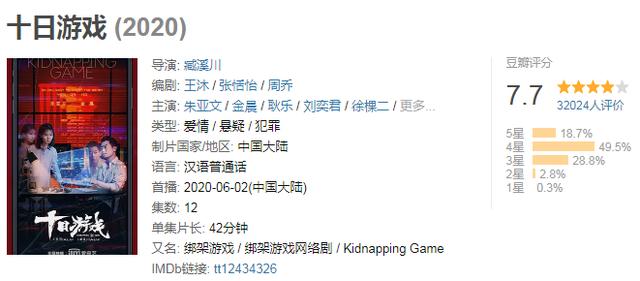 十日游戏 (2020)
KIDNAPPING
GAME
十日游戏
导演: 臧溪川
编剧: 王沐 / 张恬怡 / 周乔
主演: 朱亚文 / 金晨 / 耿乐 / 刘奕君 / 徐棵二 / 更多...
类型: 爱情 / 悬疑 / 犯罪
制片国家/地区: 中国大陆
语言: 汉语普通话
首播: 2020-06-02(中国大陆)
集数: 12
单集片长: 42分钟
又名: 绑架游戏 / 绑架游戏网络剧 / Kidnapping Game
IMDb链接: tt12434326
豆瓣评分
7.7
32024人评价
5星 18.7%
4星 49.5%
3星 28.8%
2星 2.8%
1星 0.3%